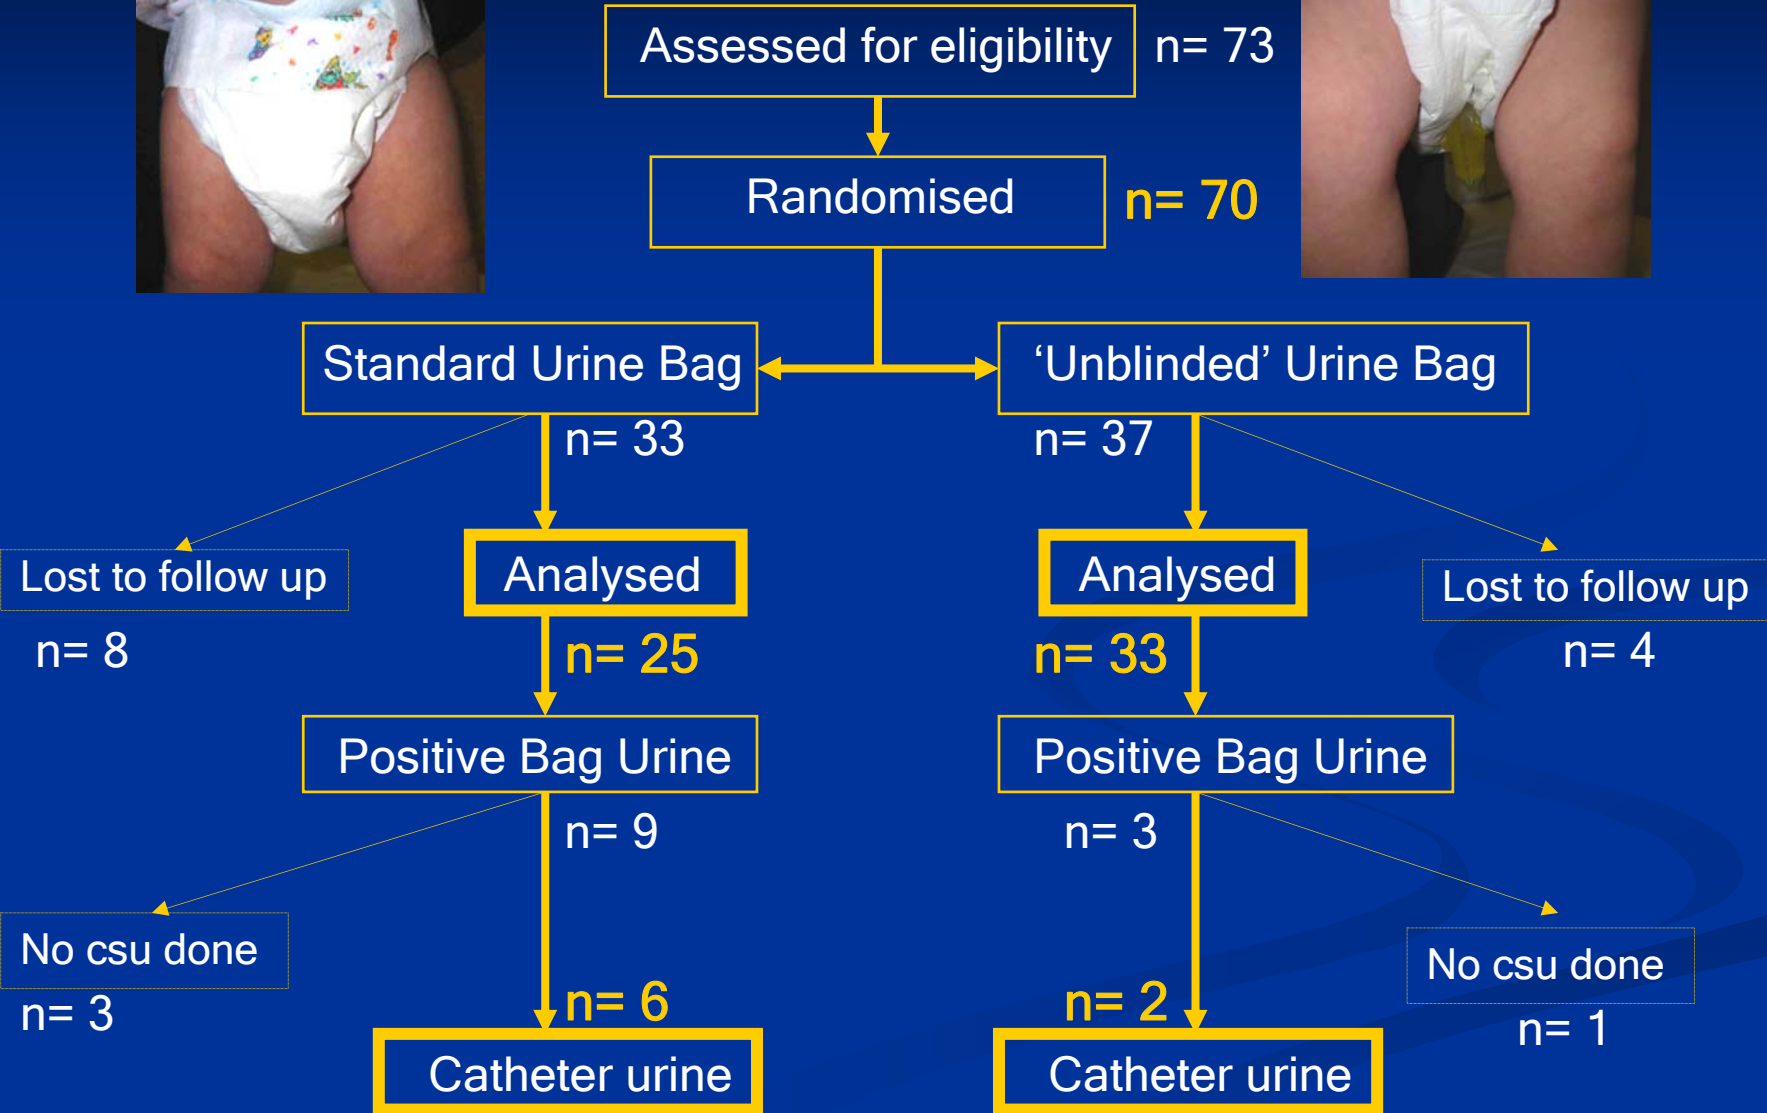 Assessed for eligibility n= 73
Randomised n= 70
Standard Urine Bag
n= 33
‘Unblinded’ Urine Bag
n= 37
Lost to follow up
n= 8
Analysed
n= 25
Analysed
n= 33
Lost to follow up
n= 4
Positive Bag Urine
n= 9
Positive Bag Urine
n= 3
No csu done
n= 3
n= 6
Catheter urine
n= 2
Catheter urine
No csu done
n= 1